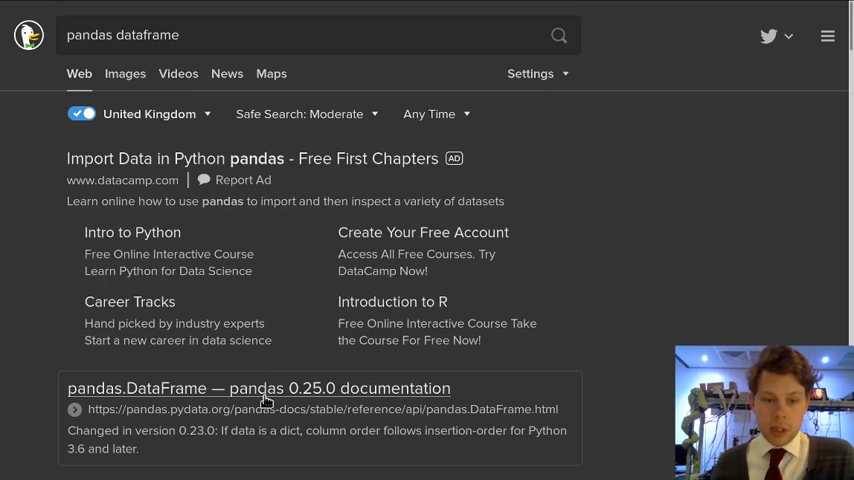 pandas dataframe
Web Images Videos News Maps Settings
United Kingdom Safe Search: Moderate Any Time
Import Data in Python pandas - Free First Chapters AD
www.datacamp.com Report Ad
Learn online how to use pandas to import and then inspect a variety of datasets
Intro to Python
Free Online Interactive Course
Learn Python for Data Science
Create Your Free Account
Access All Free Courses. Try
DataCamp Now!
Career Tracks
Hand picked by industry experts
Start a new career in data science
Introduction to R
Free Online Interactive Course Take
the Course For Free Now!
pandas.DataFrame — pandas 0.25.0 documentation
https://pandas.pydata.org/pandas-docs/stable/reference/api/pandas.DataFrame.html
Changed in version 0.23.0: If data is a dict, column order follows insertion-order for Python
3.6 and later.